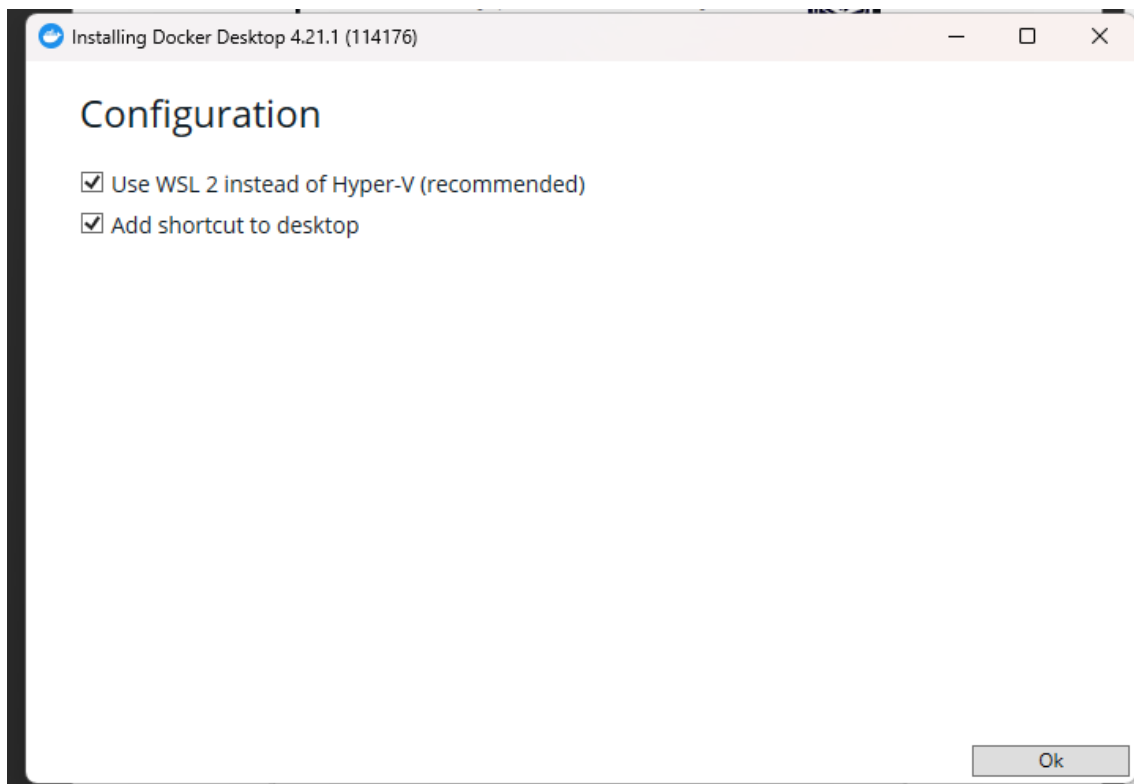 Installing Docker Desktop 4.21.1 (114176)
Configuration
Use WSL 2 instead of Hyper-V (recommended)
Add shortcut to desktop
Ok